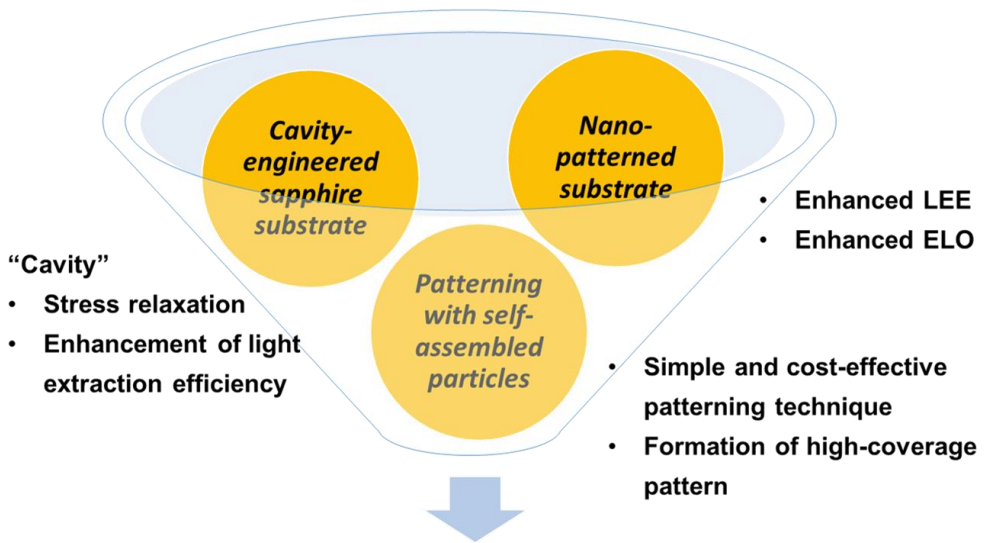 Cavity-
engineered
sapphire
substrate
Nano-
patterned
substrate
Patterning
with self-
assembled
particles
“Cavity”
• Stress relaxation
• Enhancement of light
extraction efficiency
• Enhanced LEE
• Enhanced ELO
• Simple and cost-effective
patterning technique
• Formation of high-coverage
pattern